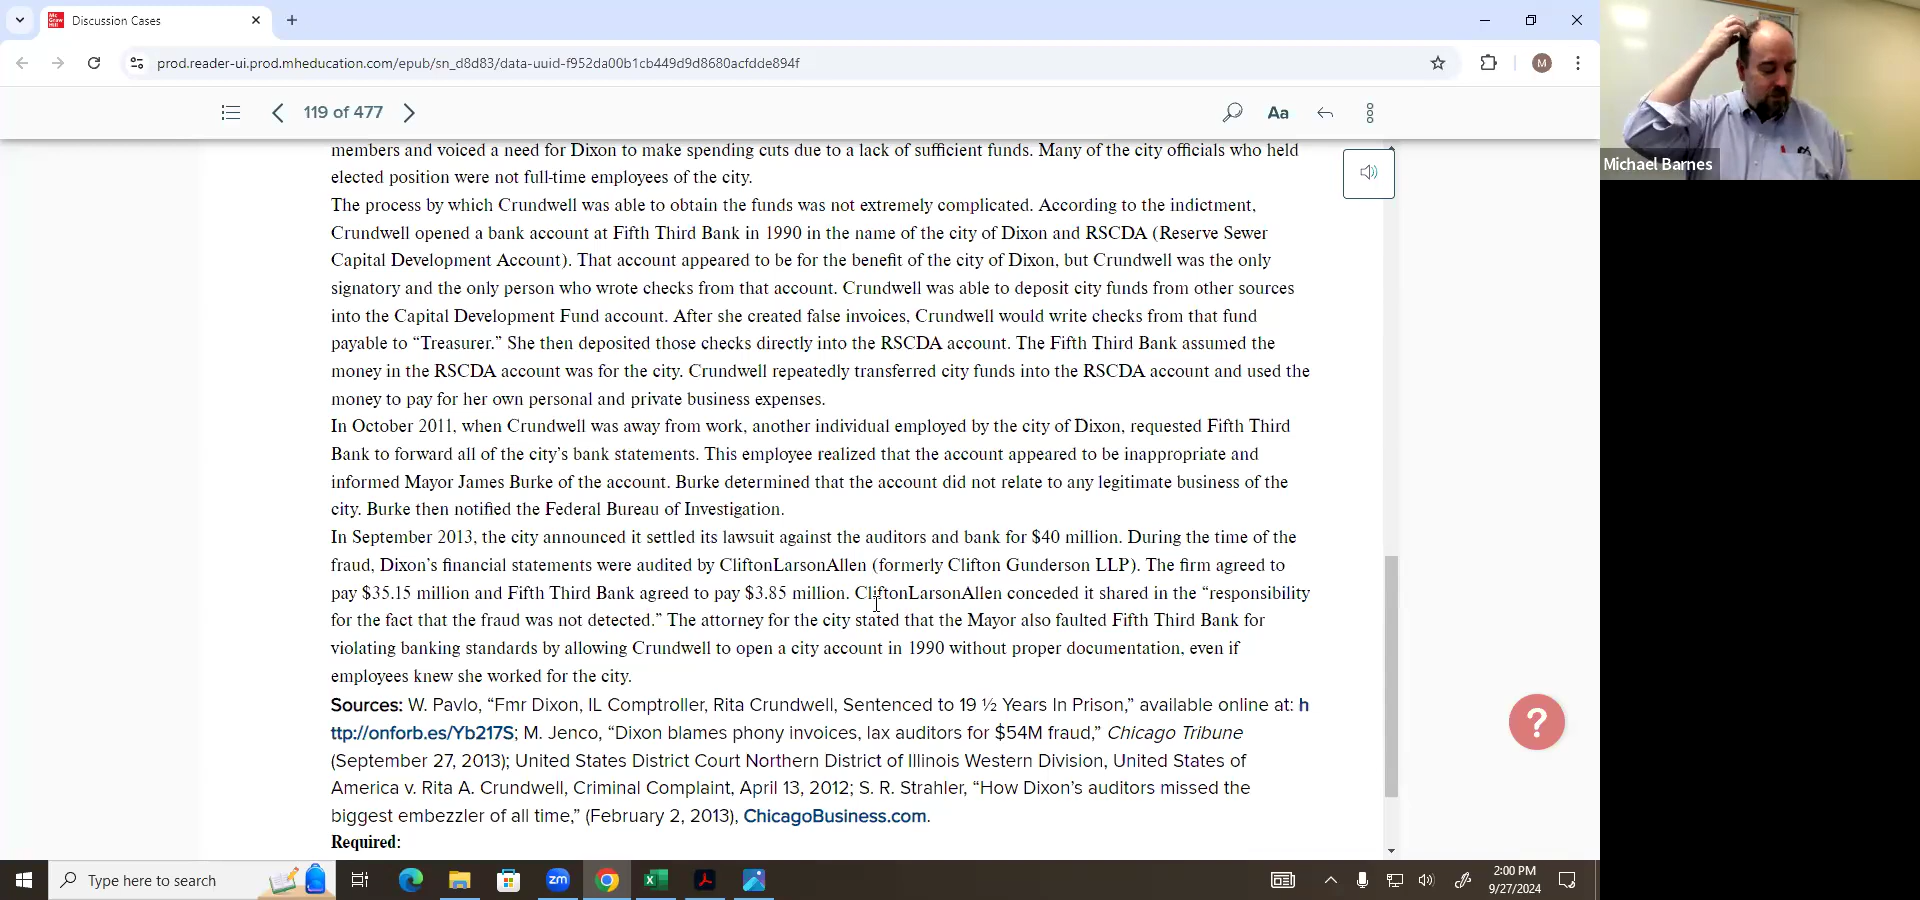 Discussion Cases
prod.reader-ui.prod.mheducation.com/epub/sn_d8d83/data-uuid-f952da00b1cb449d9d8680acfdde894f
M
119 of 477
Aa
members and voiced a need for Dixon to make spending cuts due to a lack of sufficient funds. Many of the city officials who held
elected position were not full-time employees of the city.
The process by which Crundwell was able to obtain the funds was not extremely complicated. According to the indictment,
Crundwell opened a bank account at Fifth Third Bank in 1990 in the name of the city of Dixon and RSCDA (Reserve Sewer
Capital Development Account). That account appeared to be for the benefit of the city of Dixon, but Crundwell was the only
signatory and the only person who wrote checks from that account. Crundwell was able to deposit city funds from other sources
into the Capital Development Fund account. After she created false invoices, Crundwell would write checks from that fund
payable to “Treasurer.” She then deposited those checks directly into the RSCDA account. The Fifth Third Bank assumed the
money in the RSCDA account was for the city. Crundwell repeatedly transferred city funds into the RSCDA account and used the
money to pay for her own personal and private business expenses.
In October 2011, when Crundwell was away from work, another individual employed by the city of Dixon, requested Fifth Third
Bank to forward all of the city’s bank statements. This employee realized that the account appeared to be inappropriate and
informed Mayor James Burke of the account. Burke determined that the account did not relate to any legitimate business of the
city. Burke then notified the Federal Bureau of Investigation.
In September 2013, the city announced it settled its lawsuit against the auditors and bank for $40 million. During the time of the
fraud, Dixon’s financial statements were audited by CliftonLarsonAllen (formerly Clifton Gunderson LLP). The firm agreed to
pay $35.15 million and Fifth Third Bank agreed to pay $3.85 million. CliftonLarsonAllen conceded it shared in the “responsibility
for the fact that the fraud was not detected.” The attorney for the city stated that the Mayor also faulted Fifth Third Bank for
violating banking standards by allowing Crundwell to open a city account in 1990 without proper documentation, even if
employees knew she worked for the city.
Sources: W. Pavlo, “Fmr Dixon, IL Comptroller, Rita Crundwell, Sentenced to 19 ½ Years In Prison,” available online at: h
ttp://onforb.es/Yb217S; M. Jenco, “Dixon blames phony invoices, lax auditors for $54M fraud,” Chicago Tribune
(September 27, 2013); United States District Court Northern District of Illinois Western Division, United States of
America v. Rita A. Crundwell, Criminal Complaint, April 13, 2012; S. R. Strahler, “How Dixon’s auditors missed the
biggest embezzler of all time,” (February 2, 2013), ChicagoBusiness.com.
Required:
?
Michael Barnes
Type here to search
zm
2:00 PM
9/27/2024